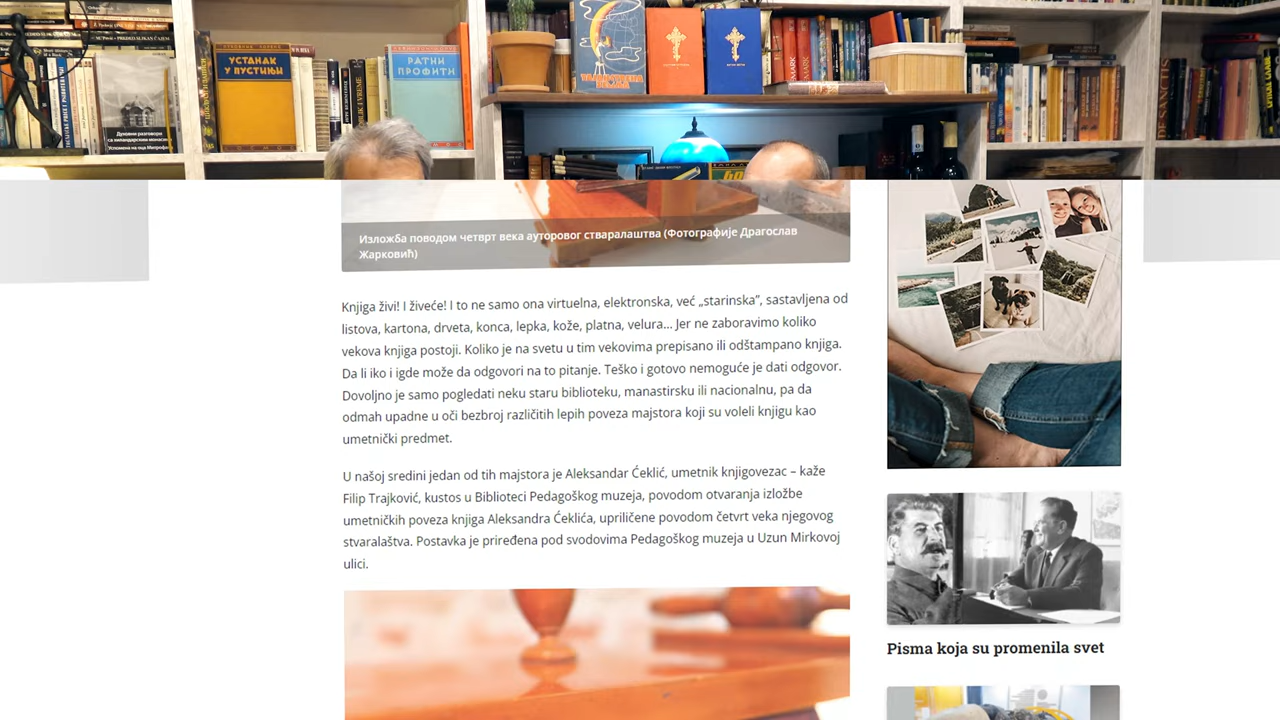 УСТАНАК
У ПУСТИЊИ
РАТНИ
ПРОФИТИ
Духовни разговори
са хиландарским монасима
Изложба поводом четврт века ауторовог стваралаштва (Фотографије Драгослав
Жарковић)
Knjiga živi! I živeće! I to ne samo ona virtuelna, elektronska, već „starinska”, sastavljena od
listova, kartona, drveta, konca, lepka, kože, platna, velura... Jer ne zaboravimo koliko
vekova knjiga postoji. Koliko je na svetu u tim vekovima prepisano ili odštampano knjiga.
Da li iko i igde može da odgovori na to pitanje. Teško i gotovo nemoguće je dati odgovor.
Dovoljno je samo pogledati neku staru biblioteku, manastirsku ili nacionalnu, pa da
odmah upadne u oči bezbroj različitih lepih poveza majstora koji su voleli knjigu kao
umetnički predmet.
U našoj sredini jedan od tih majstora je Aleksandar Ćeklić, umetnik knjigovezac – kaže
Filip Trajković, kustos u Biblioteci Pedagoškog muzeja, povodom otvaranja izložbe
umetničkih poveza knjiga Aleksandra Ćeklića, upriličene povodom četvrt veka njegovog
stvaralaštva. Postavka je priređena pod svodovima Pedagoškog muzeja u Uzun Mirkovoj
ulici.
Pisma koja su promenila svet